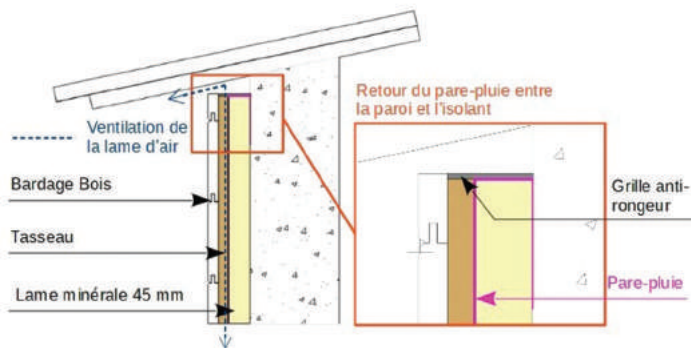 Retour du pare-pluie entre
la paroi et l'isolant
Ventilation de
la lame d'air
Bardage Bois
Tasseau
Lame minérale 45 mm
Grille anti-
rongeur
Pare-pluie